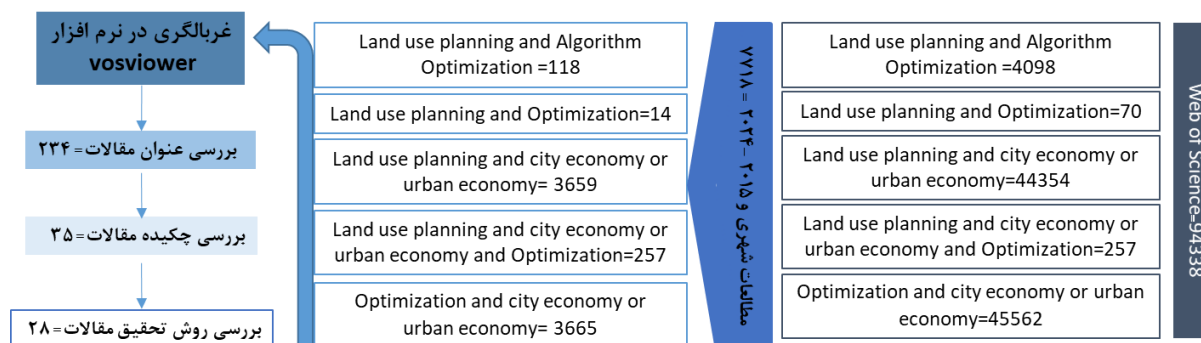 Web of Science=94338
Land use planning and Algorithm
Optimization =4098
Land use planning and Optimization=70
Land use planning and city economy or
urban economy=44354
Land use planning and city economy or
urban economy and Optimization=257
Optimization and city economy or urban
economy=45562
مطالعات شهری و ۲۰۱۵ – ۲۰۲۴ = ۷۷۱۸
Land use planning and Algorithm
Optimization =118
Land use planning and Optimization=14
Land use planning and city economy or
urban economy= 3659
Land use planning and city economy or
urban economy and Optimization=257
Optimization and city economy or
urban economy= 3665
غربالگری در نرم افزار
vosviower
بررسی عنوان مقالات= ۲۳۴
بررسی چکیده مقالات= ۳۵
بررسی روش تحقیق مقالات= ۲۸